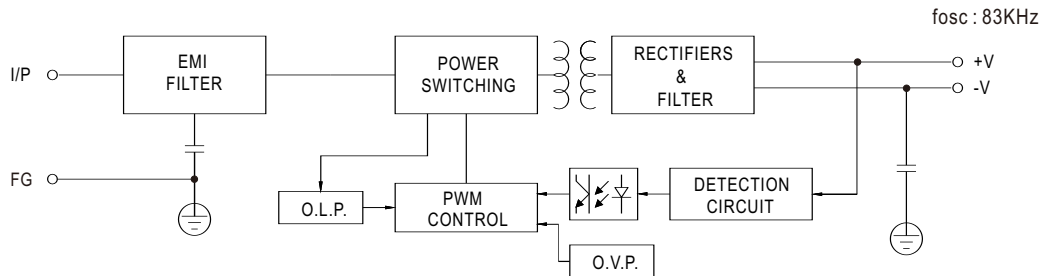 fosc : 83KHz
I/P
EMI
FILTER
POWER
SWITCHING
RECTIFIERS
&
FILTER
+V
-V
FG
O.L.P.
PWM
CONTROL
DETECTION
CIRCUIT
O.V.P.